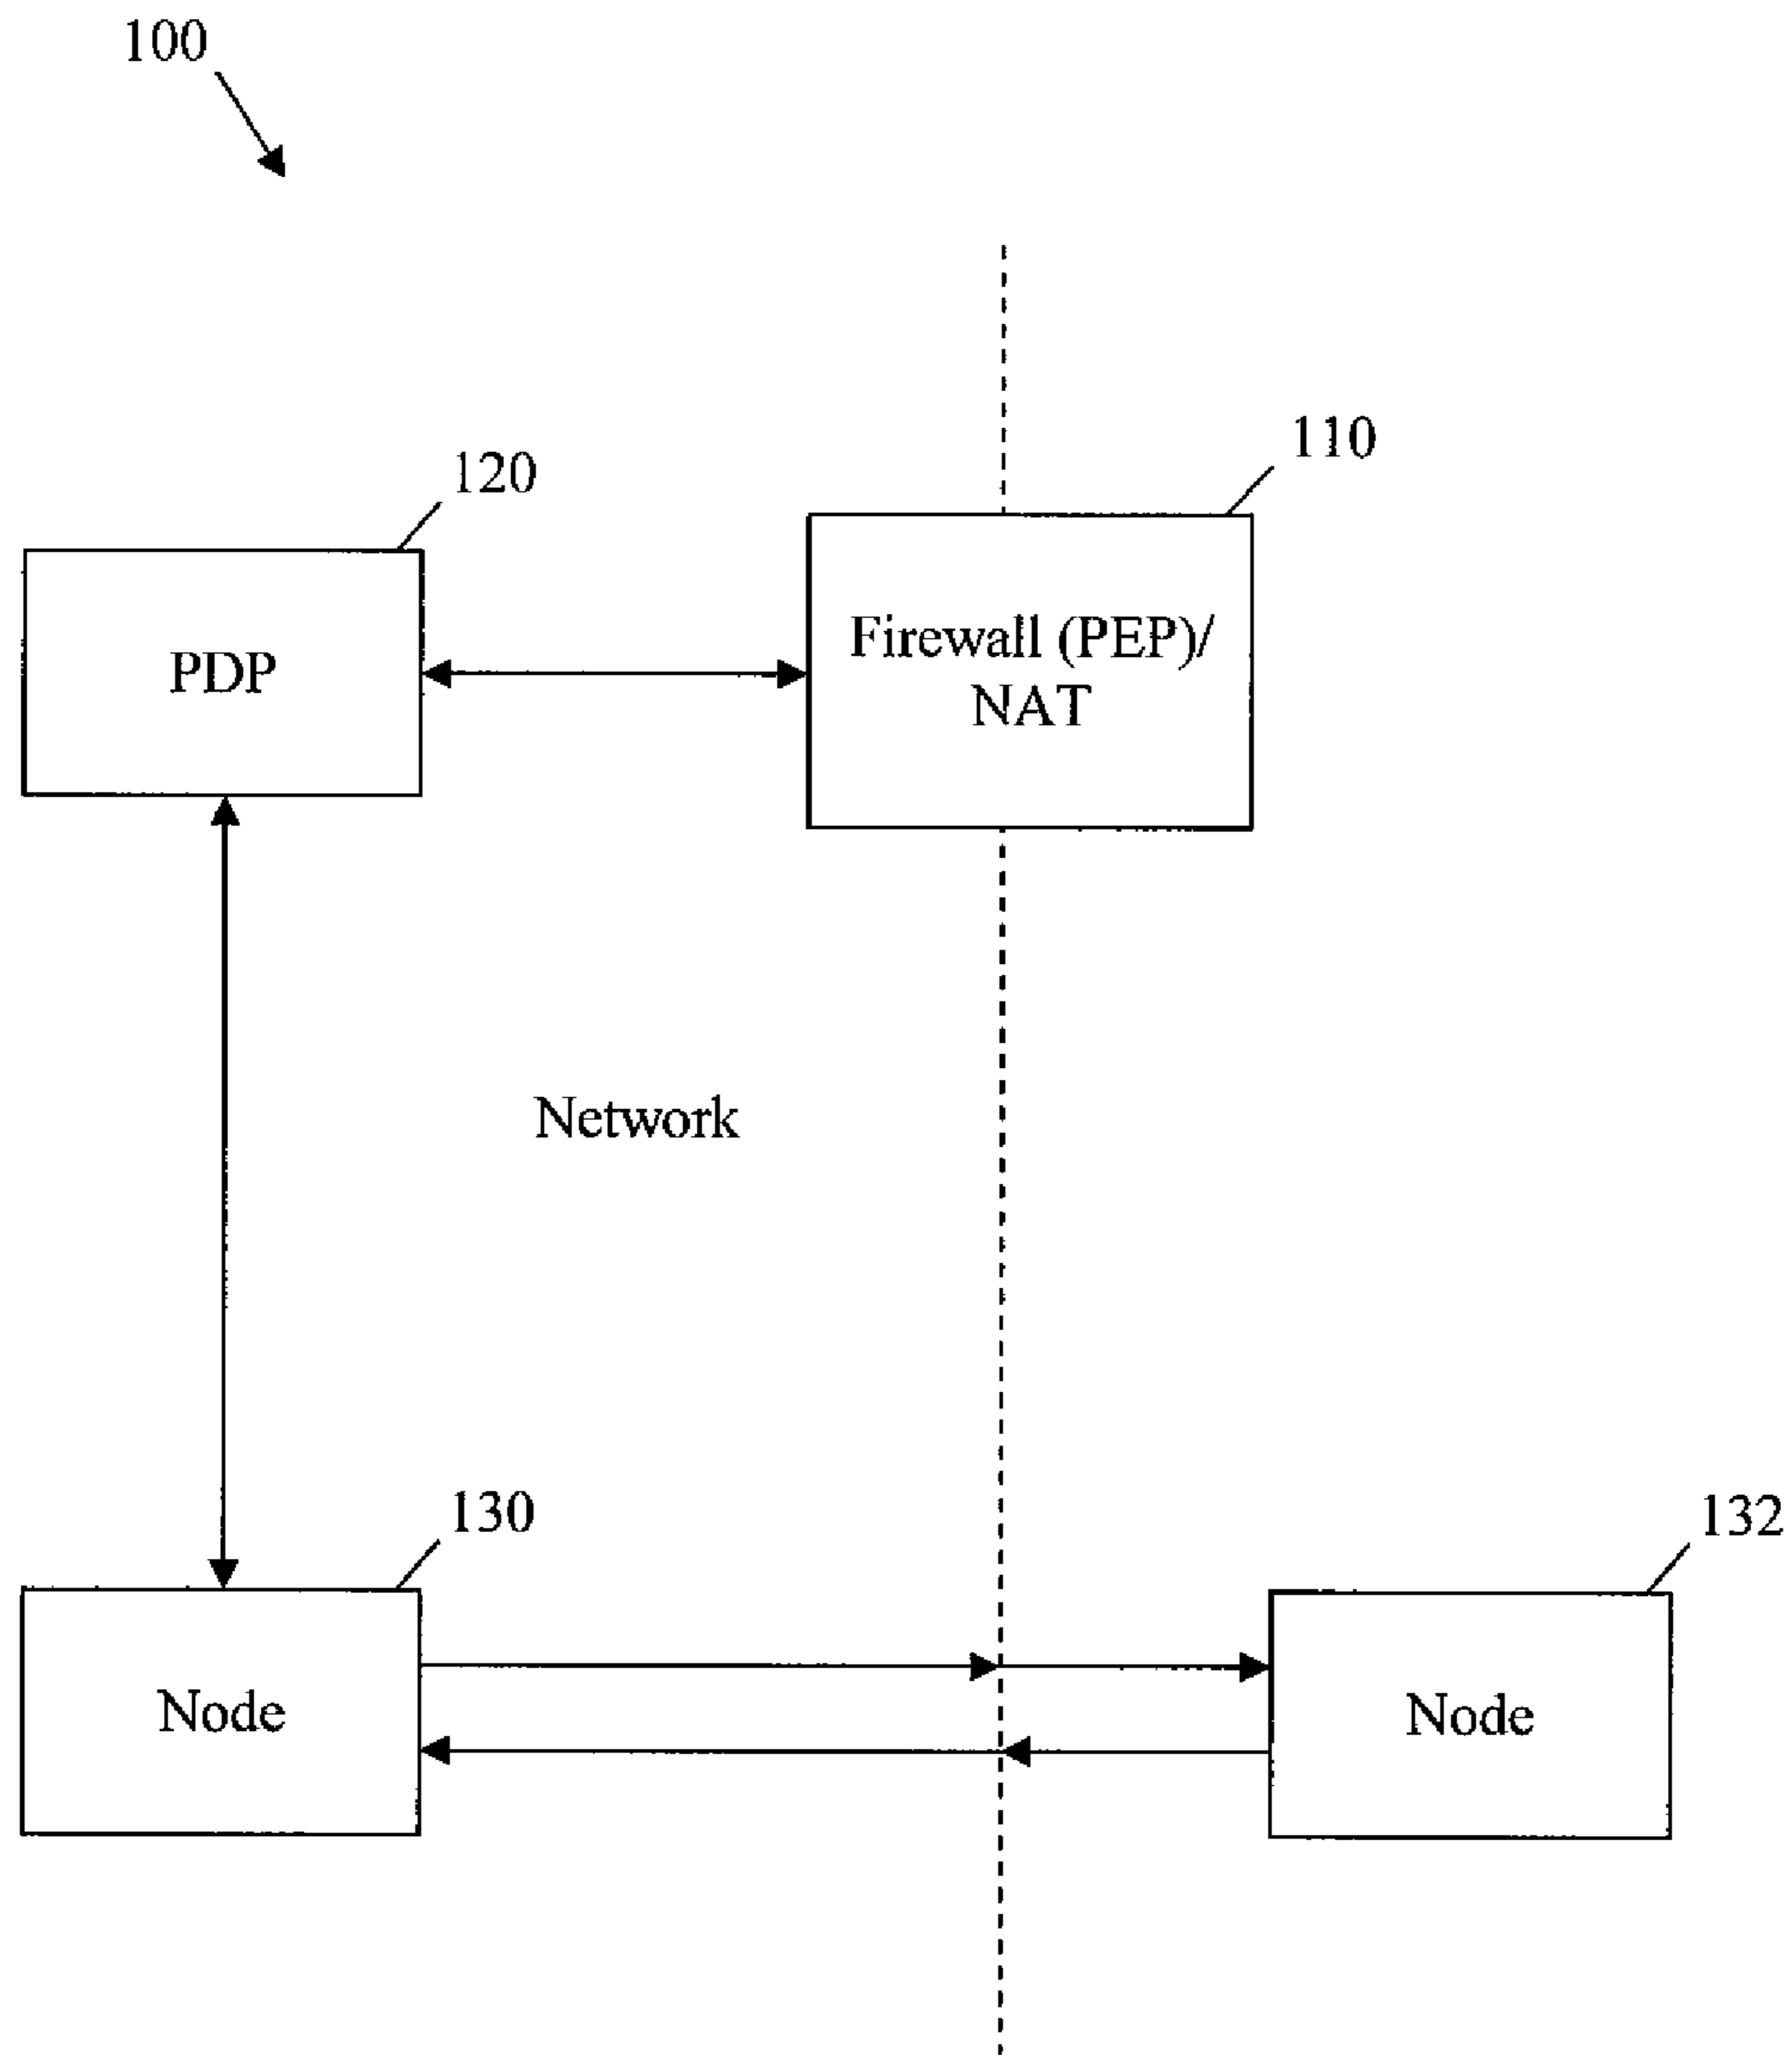 100
110
120
Firewall (PEP)/
NAT
PDP
Network
130
132
Node
Node